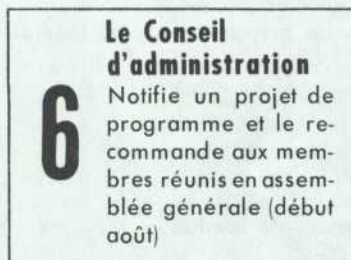 6
Le Conseil
d'administration
Notifie un projet de
programme et le re-
commande aux mem-
bres réunis en assem-
blée générale (début
août)